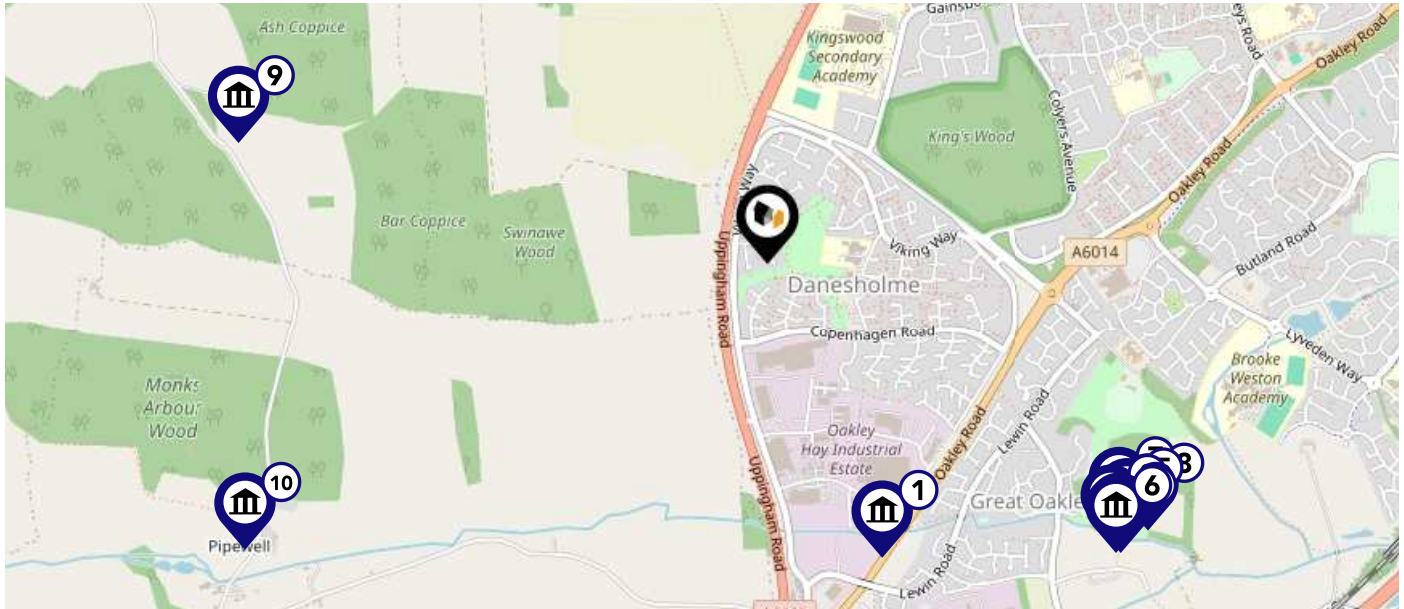 Ash Coppice
9
Bar Coppice
Swinawe
Wood
Monks
Arbour
Wood
10
Pipewell
Kingswood
Secondary
Academy
King's Wood
Colyers Avenue
Oakley Road
Oakley Road
A6014
Butland Road
Viking Way
Danesholme
Uppingham Road
Copenhagen Road
Lyveden Way
Brooke
Weston
Academy
Lewin Road
Oakley Road
Oakley
Hay Industrial
Estate
Uppingham Road
1
Great Oakle
6
Lewin Road